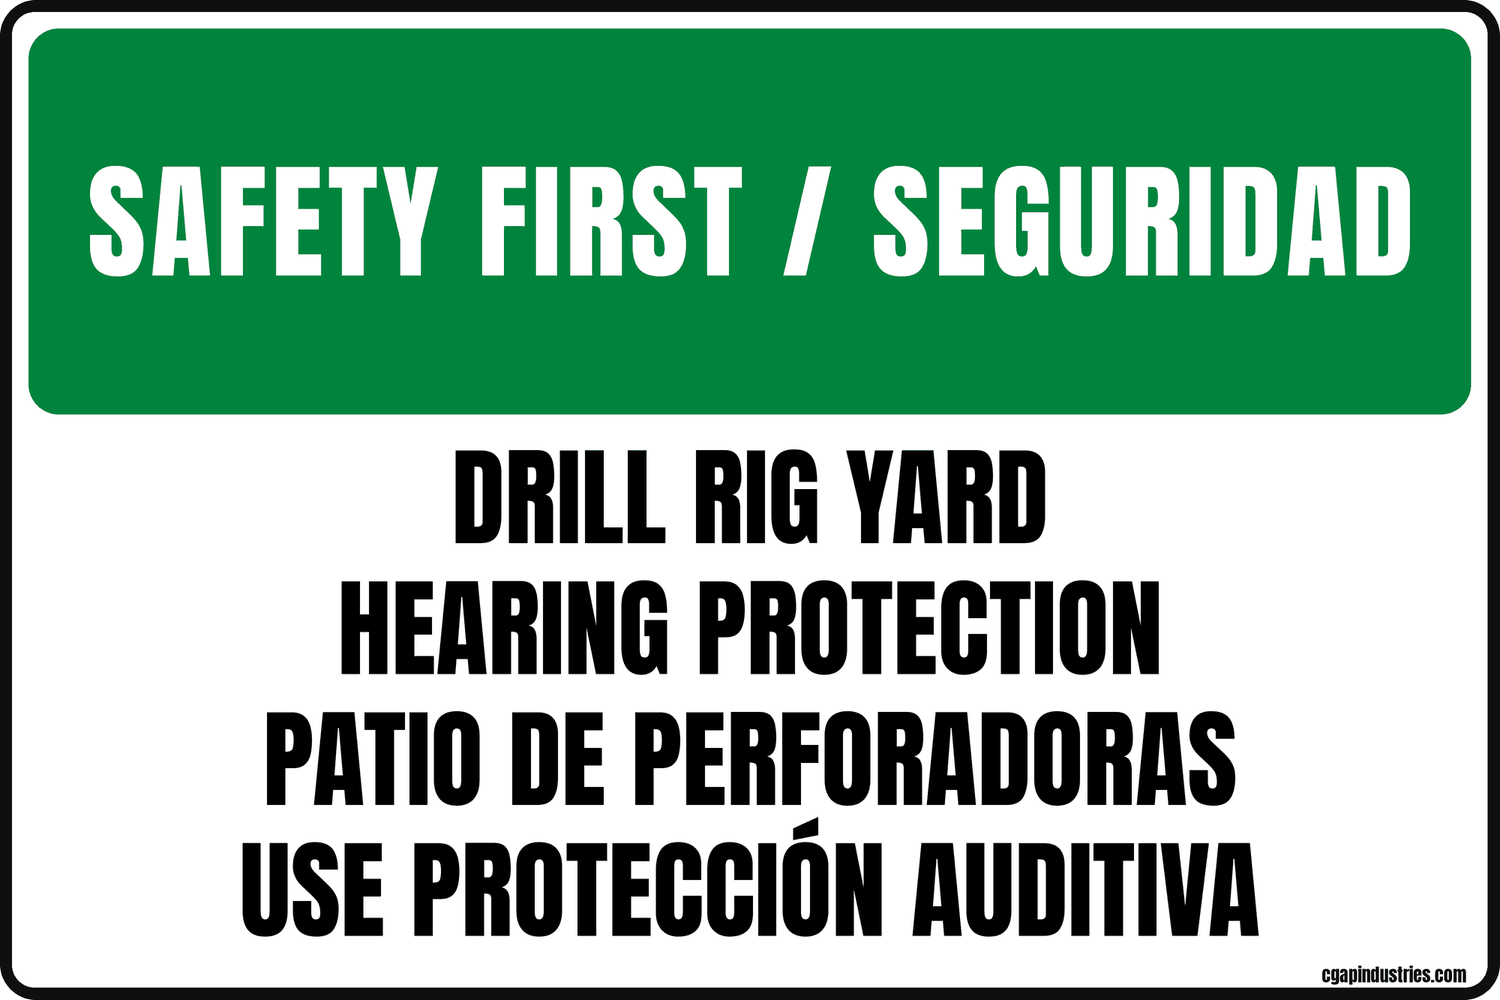 SAFETY FIRST / SEGURIDAD
DRILL RIG YARD
HEARING PROTECTION
PATIO DE PERFORADORAS
USE PROTECCIÓN AUDITIVA
cgapindustries.com